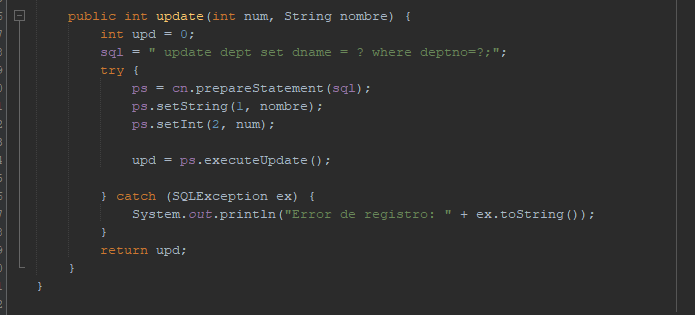 public int update(int num, String nombre) {
int upd = 0;
sql = " update dept set dname = ? where deptno=?;";
try {
ps = cn.prepareStatement(sql);
ps.setString(1, nombre);
ps.setInt(2, num);
upd = ps.executeUpdate();
} catch (SQLException ex) {
System.out.println("Error de registro: " + ex.toString());
}
return upd;
}
}